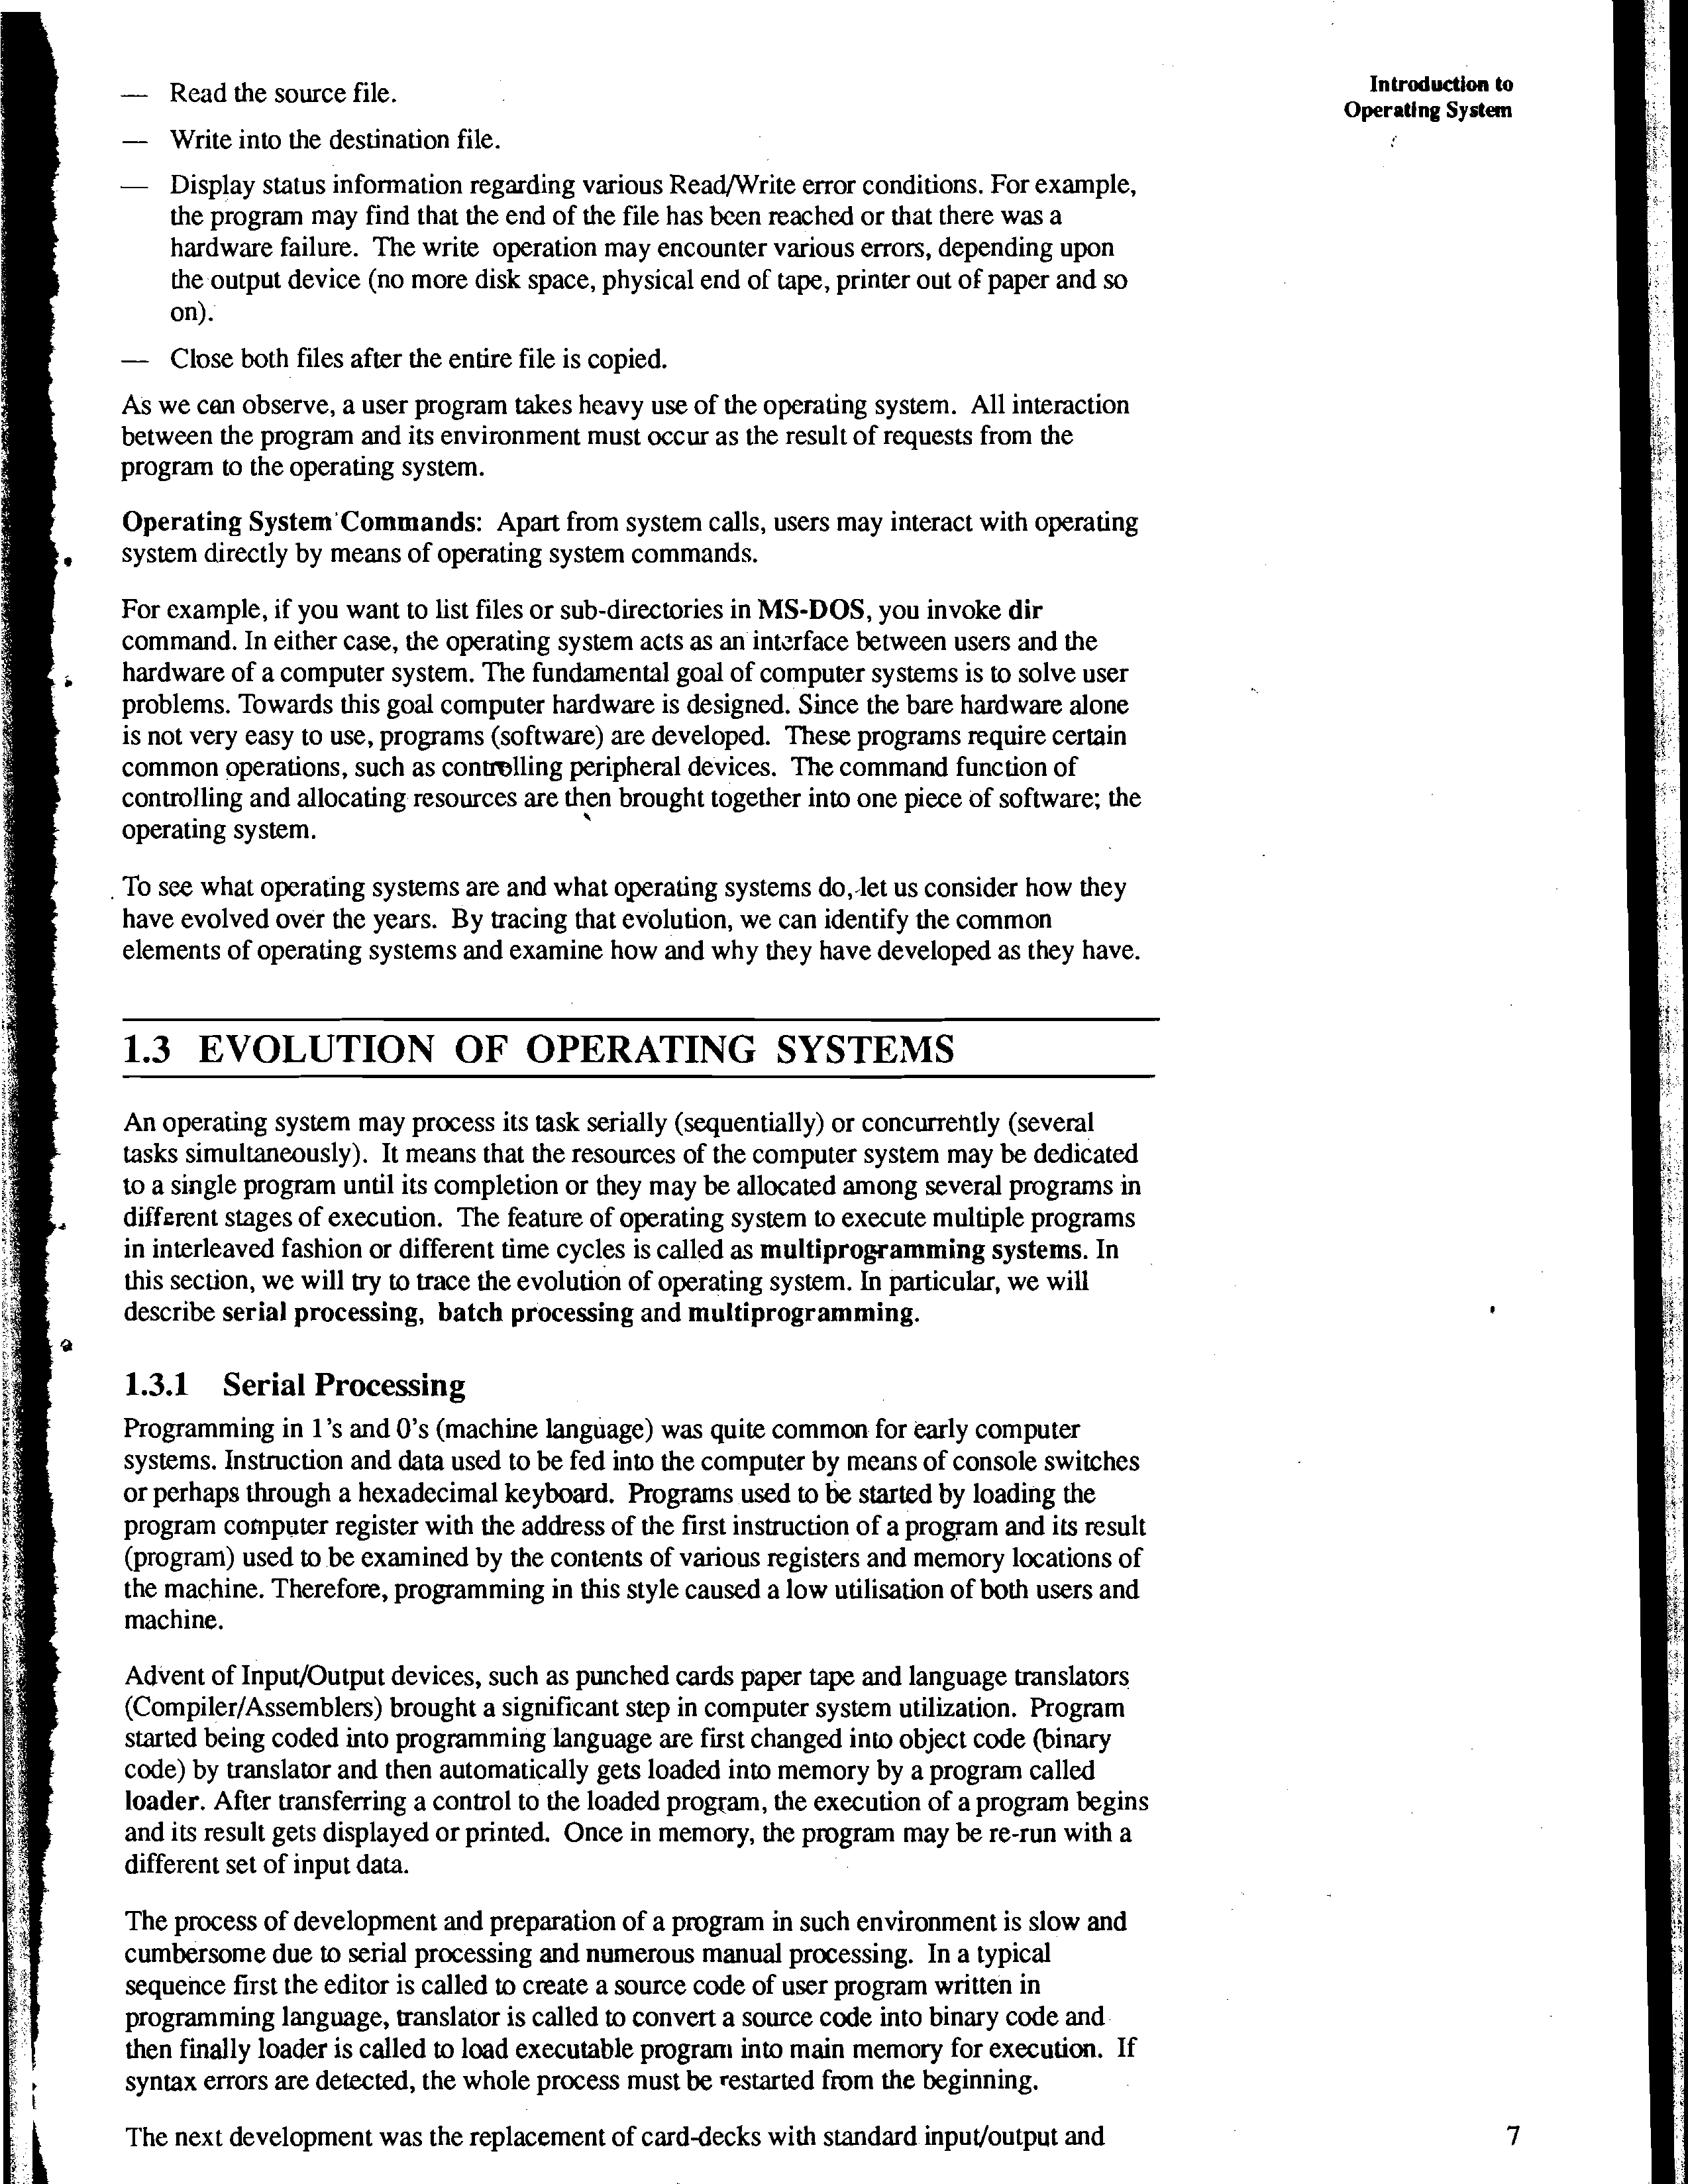 Introduction to
Operating System
— Read the source file.
— Write into the destination file.
— Display status information regarding various Read/Write error conditions. For example,
the program may find that the end of the file has been reached or that there was a
hardware failure. The write operation may encounter various errors, depending upon
the output device (no more disk space, physical end of tape, printer out of paper and so
on).
— Close both files after the entire file is copied.
As we can observe, a user program takes heavy use of the operating system. All interaction
between the program and its environment must occur as the result of requests from the
program to the operating system.
Operating System Commands: Apart from system calls, users may interact with operating
system directly by means of operating system commands.
For example, if you want to list files or sub-directories in MS-DOS, you invoke dir
command. In either case, the operating system acts as an interface between users and the
hardware of a computer system. The fundamental goal of computer systems is to solve user
problems. Towards this goal computer hardware is designed. Since the bare hardware alone
is not very easy to use, programs (software) are developed. These programs require certain
common operations, such as controlling peripheral devices. The command function of
controlling and allocating resources are then brought together into one piece of software; the
operating system.
To see what operating systems are and what operating systems do, let us consider how they
have evolved over the years. By tracing that evolution, we can identify the common
elements of operating systems and examine how and why they have developed as they have.
1.3 EVOLUTION OF OPERATING SYSTEMS
An operating system may process its task serially (sequentially) or concurrently (several
tasks simultaneously). It means that the resources of the computer system may be dedicated
to a single program until its completion or they may be allocated among several programs in
different stages of execution. The feature of operating system to execute multiple programs
in interleaved fashion or different time cycles is called as multiprogramming systems. In
this section, we will try to trace the evolution of operating system. In particular, we will
describe serial processing, batch processing and multiprogramming.
1.3.1 Serial Processing
Programming in 1's and 0's (machine language) was quite common for early computer
systems. Instruction and data used to be fed into the computer by means of console switches
or perhaps through a hexadecimal keyboard. Programs used to be started by loading the
program computer register with the address of the first instruction of a program and its result
(program) used to be examined by the contents of various registers and memory locations of
the machine. Therefore, programming in this style caused a low utilisation of both users and
machine.
Advent of Input/Output devices, such as punched cards paper tape and language translators
(Compiler/Assemblers) brought a significant step in computer system utilization. Program
started being coded into programming language are first changed into object code (binary
code) by translator and then automatically gets loaded into memory by a program called
loader. After transferring a control to the loaded program, the execution of a program begins
and its result gets displayed or printed. Once in memory, the program may be re-run with a
different set of input data.
The process of development and preparation of a program in such environment is slow and
cumbersome due to serial processing and numerous manual processing. In a typical
sequence first the editor is called to create a source code of user program written in
programming language, translator is called to convert a source code into binary code and
then finally loader is called to load executable program into main memory for execution. If
syntax errors are detected, the whole process must be restarted from the beginning.
The next development was the replacement of card-decks with standard input/output and
7